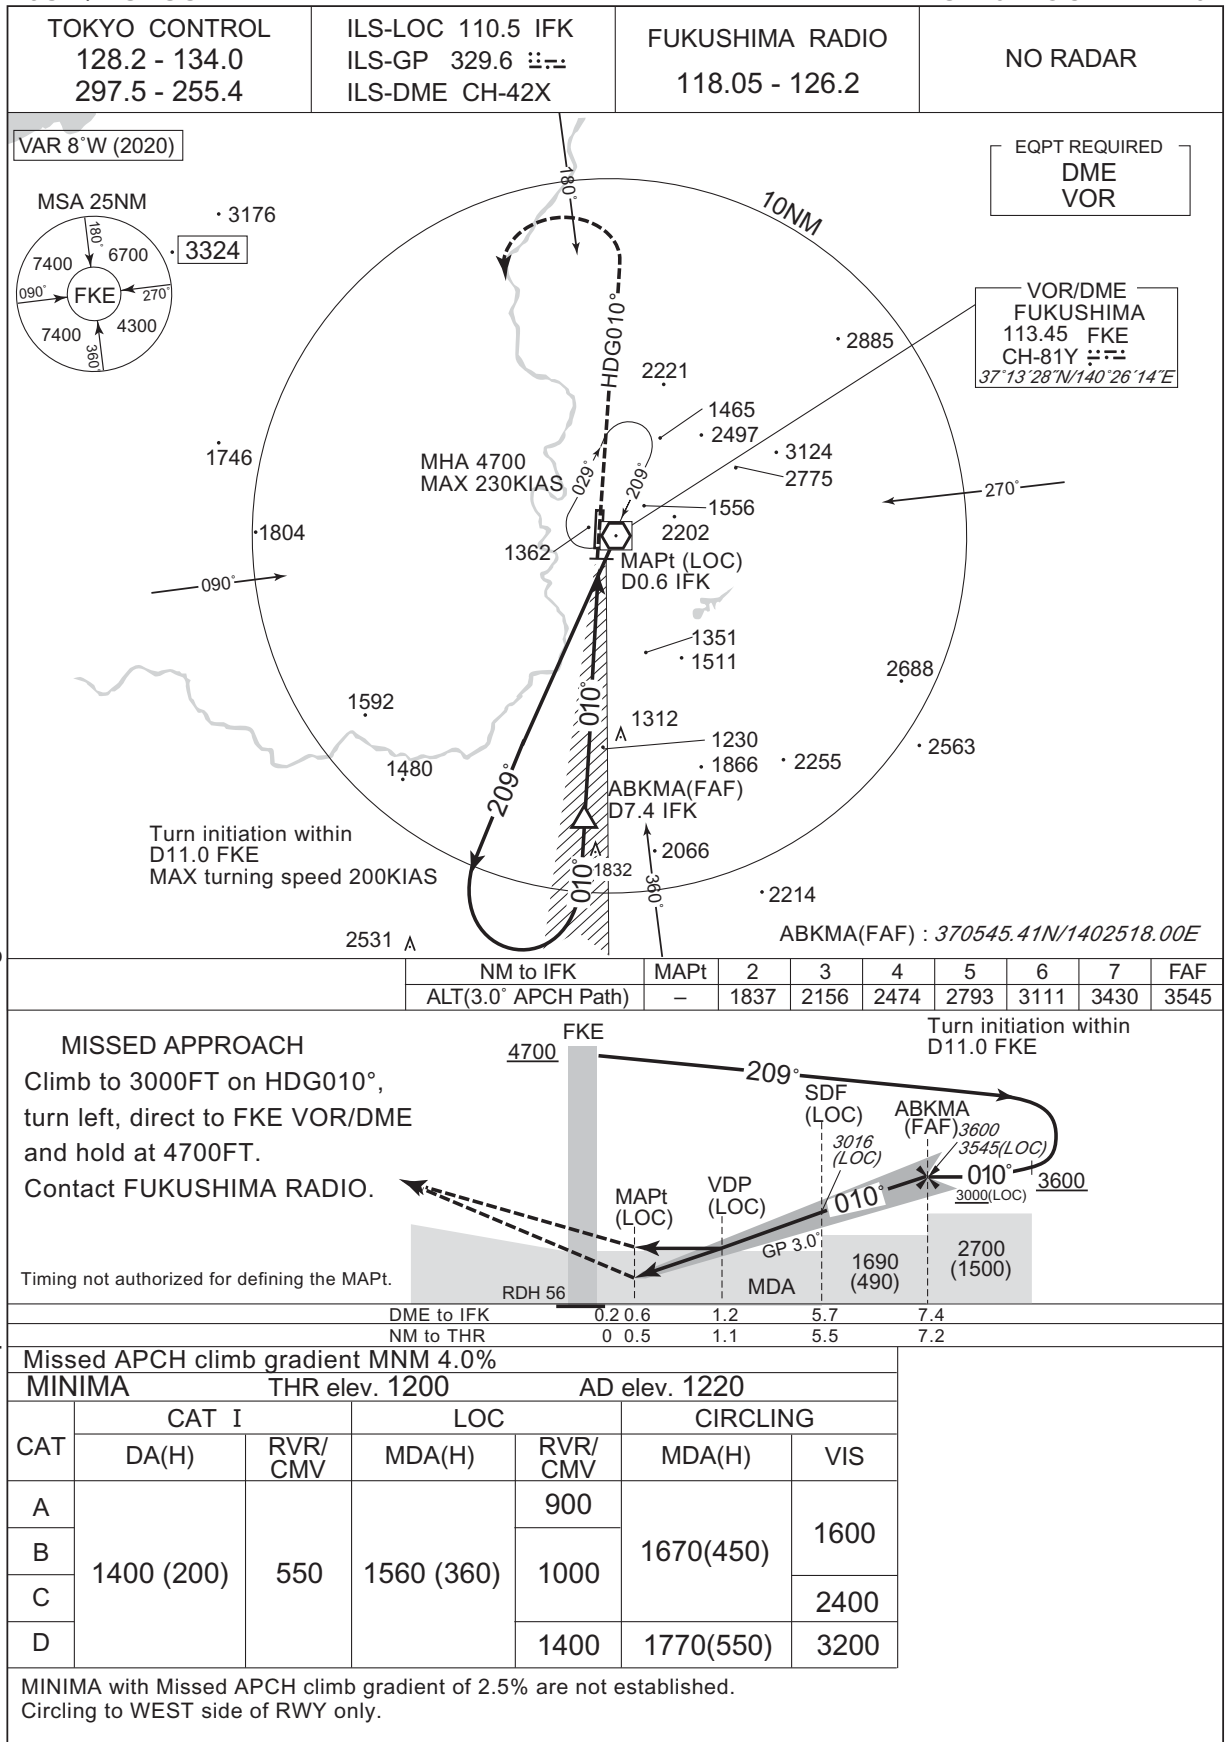 TOKYO CONTROL
128.2 - 134.0
297.5 - 255.4
ILS-LOC 110.5 IFK
ILS-GP 329.6
ILS-DME CH-42X
FUKUSHIMA RADIO
118.05 - 126.2
NO RADAR
VAR 8°W (2020)
EQPT REQUIRED
DME
VOR
MSA 25NM
180°
7400
6700
090°
FKE
270°
7400
4300
360°
3176
3324
180°
10NM
VOR/DME
FUKUSHIMA
113.45 FKE
CH-81Y
37°13′28″N/140°26′14″E
HDG010°
2885
2221
1465
2497
3124
2775
1746
MHA 4700
MAX 230KIAS
029°
209°
270°
1556
2202
1804
1362
MAPt (LOC)
D0.6 IFK
090°
1351
1511
2688
010°
1592
1312
1230
1866
2255
2563
1480
209°
ABKMA(FAF)
D7.4 IFK
Turn initiation within
D11.0 FKE
MAX turning speed 200KIAS
2066
010°
1832
360°
2214
2531
ABKMA(FAF) : 370545.41N/1402518.00E
NM to IFK MAPt 2 3 4 5 6 7 FAF
ALT(3.0° APCH Path) – 1837 2156 2474 2793 3111 3430 3545
MISSED APPROACH
Climb to 3000FT on HDG010°,
turn left, direct to FKE VOR/DME
and hold at 4700FT.
Contact FUKUSHIMA RADIO.
Timing not authorized for defining the MAPt.
FKE
4700
209°
Turn initiation within
D11.0 FKE
SDF
(LOC)
ABKMA
(FAF)
3600
3545(LOC)
3016
(LOC)
010°
3000(LOC)
3600
010°
MAPt
(LOC)
VDP
(LOC)
GP 3.0°
MDA
1690
(490)
2700
(1500)
RDH 56
DME to IFK 0.2 0.6 1.2 5.7 7.4
NM to THR 0 0.5 1.1 5.5 7.2
Missed APCH climb gradient MNM 4.0%
MINIMA THR elev. 1200 AD elev. 1220
CAT CAT I LOC CIRCLING
DA(H) RVR/CMV MDA(H) RVR/CMV MDA(H) VIS
A
B
C
D
1400 (200)
550
1560 (360)
900
1000
1400
1670(450)
1770(550)
1600
2400
3200
MINIMA with Missed APCH climb gradient of 2.5% are not established.
Circling to WEST side of RWY only.